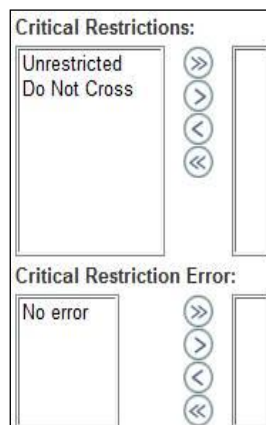 Critical Restrictions:
Unrestricted
Do Not Cross
Critical Restriction Error:
No error